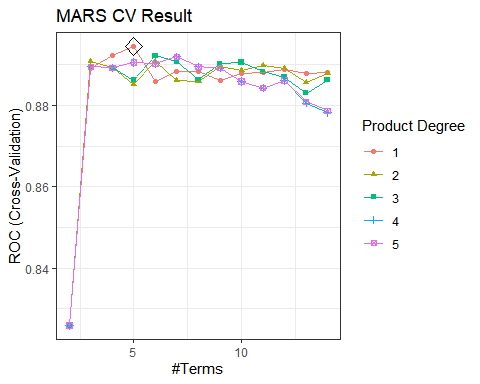 MARS CV Result
ROC (Cross-Validation)
0.88
0.86
0.84
5
10
#Terms
Product Degree
1
2
3
4
5